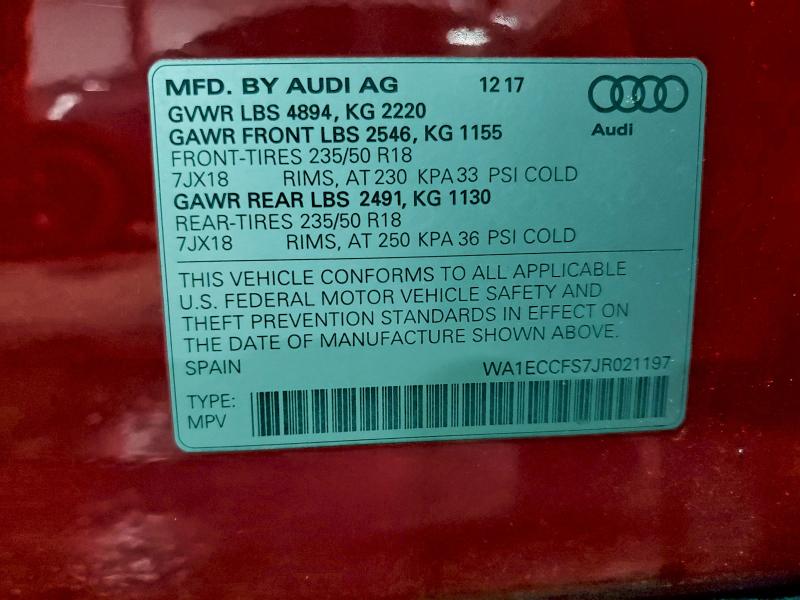 MFD. BY AUDI AG 12 17
GVWR LBS 4894, KG 2220
GAWR FRONT LBS 2546, KG 1155
Audi
FRONT-TIRES 235/50 R18
7JX18 RIMS, AT 230 KPA 33 PSI COLD
GAWR REAR LBS 2491, KG 1130
REAR-TIRES 235/50 R18
7JX18 RIMS, AT 250 KPA 36 PSI COLD
THIS VEHICLE CONFORMS TO ALL APPLICABLE
U.S. FEDERAL MOTOR VEHICLE SAFETY AND
THEFT PREVENTION STANDARDS IN EFFECT ON
THE DATE OF MANUFACTURE SHOWN ABOVE.
SPAIN WA1ECCFS7JR021197
TYPE:
MPV